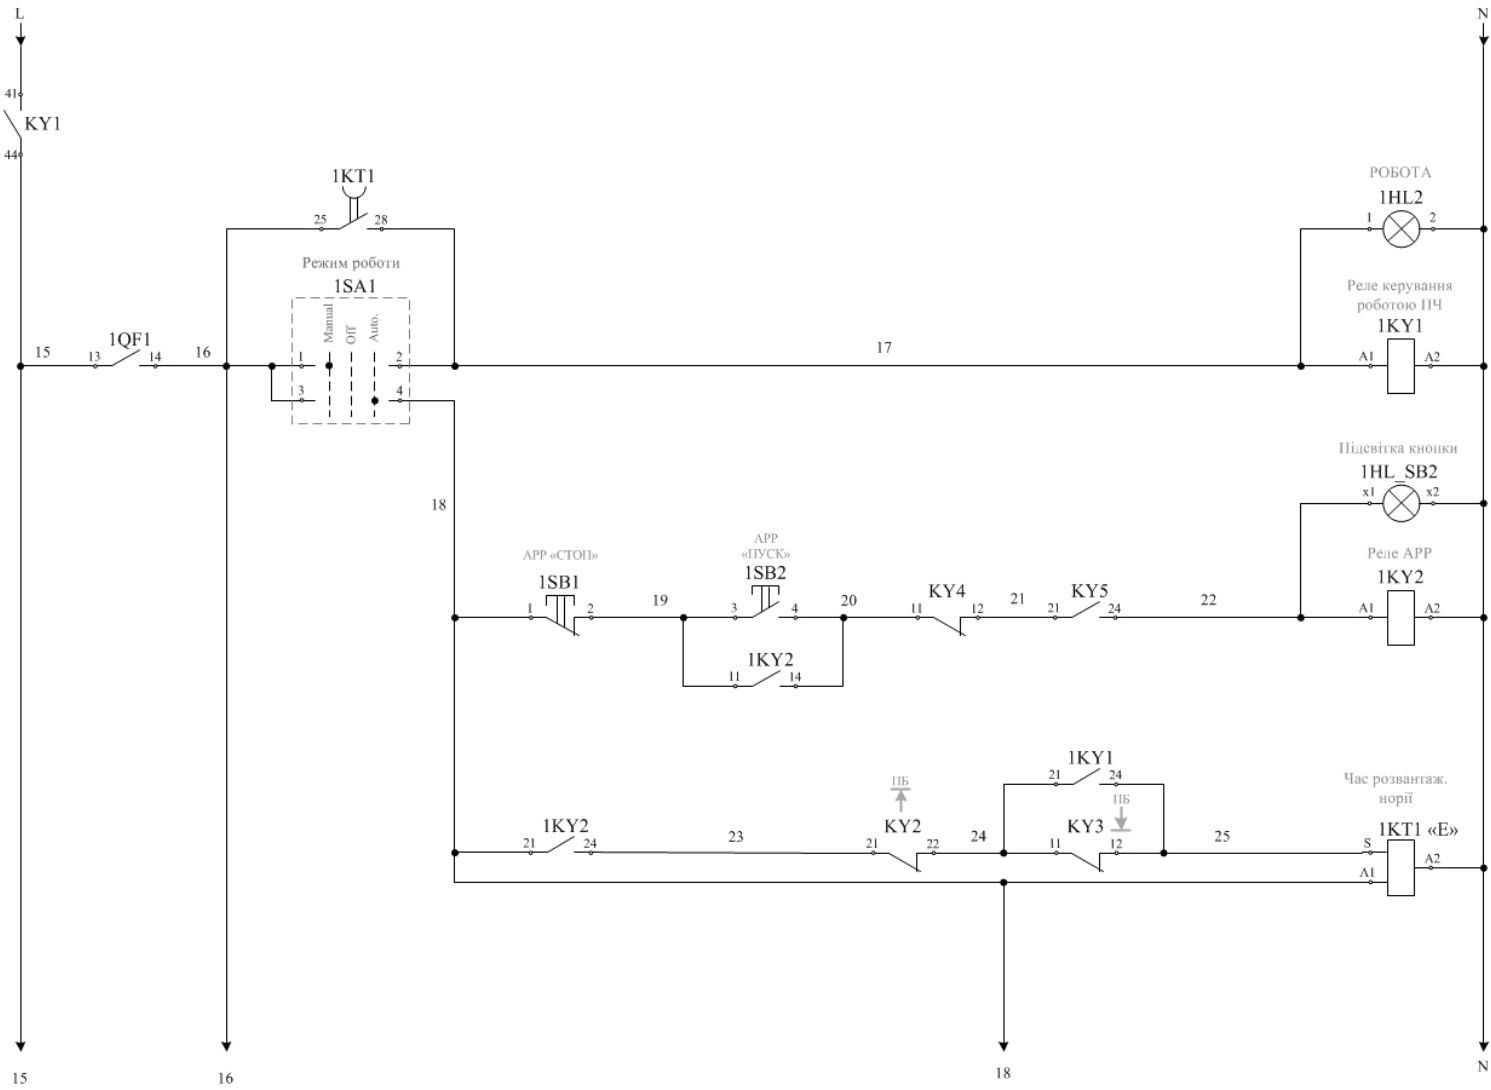 L
N
41
KY1
44
1KT1
25
28
РОБОТА
1HL2
1
2
Режим роботи
1SA1
Manual
Off
Auto.
Реле керування
роботою ПЧ
1KY1
15
1QF1
13
14
16
1
2
17
A1
A2
3
4
Підсвітка кнопки
1HL_SB2
x1
x2
18
АРР «СТОП»
1SB1
АРР
«ПУСК»
1SB2
Реле АРР
1KY2
1
2
19
3
4
20
KY4
11
12
21
KY5
21
24
22
A1
A2
1KY2
11
14
1KY1
21
24
ПБ
ПБ
Час розвантаж.
норії
1KY2
21
24
23
KY2
21
22
24
KY3
11
12
25
1KT1 «E»
S
A1
A2
15
16
18
N